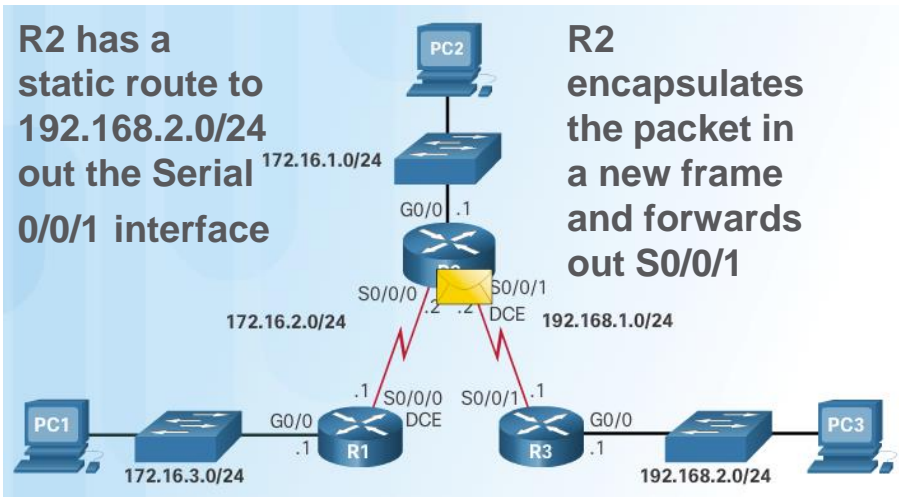 R2 has a
static route to
192.168.2.0/24
out the Serial
0/0/1 interface
R2
encapsulates
the packet in
a new frame
and forwards
out S0/0/1
PC2
172.16.1.0/24
G0/0 .1
S0/0/0 .2 .2 S0/0/1
DCE
172.16.2.0/24
192.168.1.0/24
.1 S0/0/0
DCE
S0/0/1 .1
PC1
G0/0
.1
R1
172.16.3.0/24
R3
G0/0
.1
192.168.2.0/24
PC3